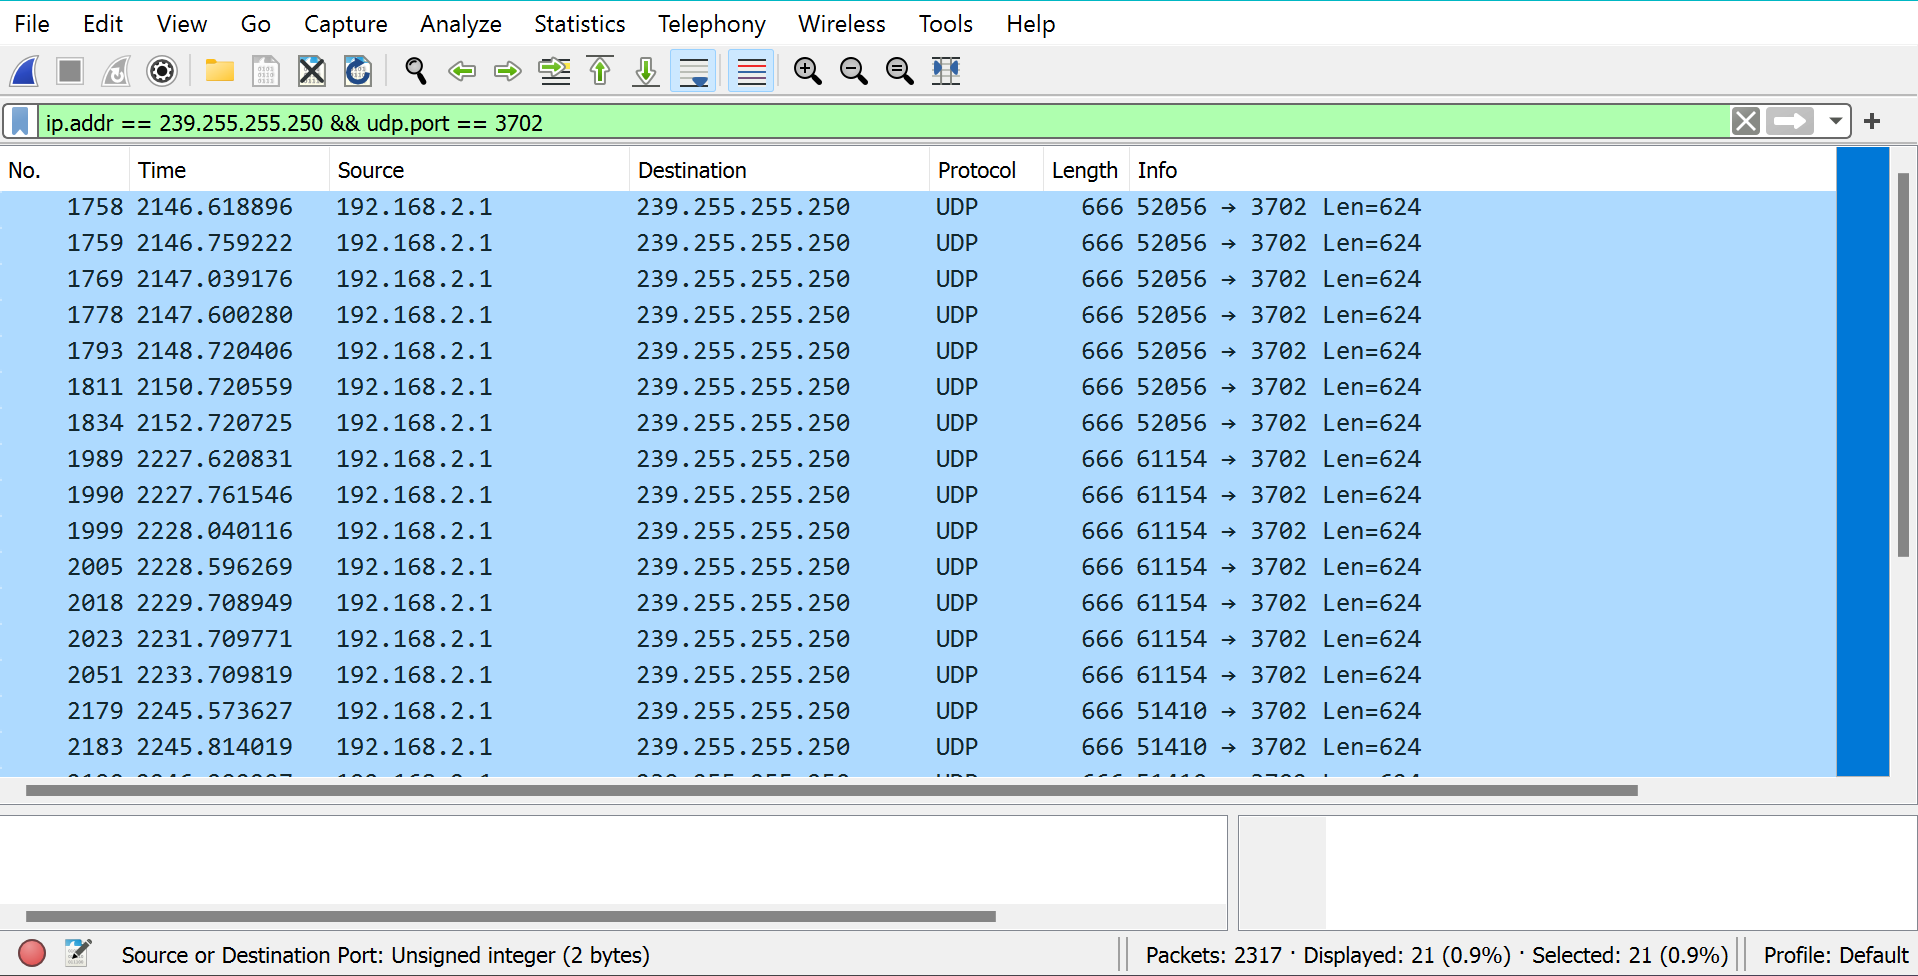 File Edit View Go Capture Analyze Statistics Telephony Wireless Tools Help
ip.addr == 239.255.255.250 && udp.port == 3702
No. Time Source Destination Protocol Length Info
1758 2146.618896 192.168.2.1 239.255.255.250 UDP 666 52056 → 3702 Len=624
1759 2146.759222 192.168.2.1 239.255.255.250 UDP 666 52056 → 3702 Len=624
1769 2147.039176 192.168.2.1 239.255.255.250 UDP 666 52056 → 3702 Len=624
1778 2147.600280 192.168.2.1 239.255.255.250 UDP 666 52056 → 3702 Len=624
1793 2148.720406 192.168.2.1 239.255.255.250 UDP 666 52056 → 3702 Len=624
1811 2150.720559 192.168.2.1 239.255.255.250 UDP 666 52056 → 3702 Len=624
1834 2152.720725 192.168.2.1 239.255.255.250 UDP 666 52056 → 3702 Len=624
1989 2227.620831 192.168.2.1 239.255.255.250 UDP 666 61154 → 3702 Len=624
1990 2227.761546 192.168.2.1 239.255.255.250 UDP 666 61154 → 3702 Len=624
1999 2228.040116 192.168.2.1 239.255.255.250 UDP 666 61154 → 3702 Len=624
2005 2228.596269 192.168.2.1 239.255.255.250 UDP 666 61154 → 3702 Len=624
2018 2229.708949 192.168.2.1 239.255.255.250 UDP 666 61154 → 3702 Len=624
2023 2231.709771 192.168.2.1 239.255.255.250 UDP 666 61154 → 3702 Len=624
2051 2233.709819 192.168.2.1 239.255.255.250 UDP 666 61154 → 3702 Len=624
2179 2245.573627 192.168.2.1 239.255.255.250 UDP 666 51410 → 3702 Len=624
2183 2245.814019 192.168.2.1 239.255.255.250 UDP 666 51410 → 3702 Len=624
Source or Destination Port: Unsigned integer (2 bytes) Packets: 2317 · Displayed: 21 (0.9%) · Selected: 21 (0.9%) Profile: Default